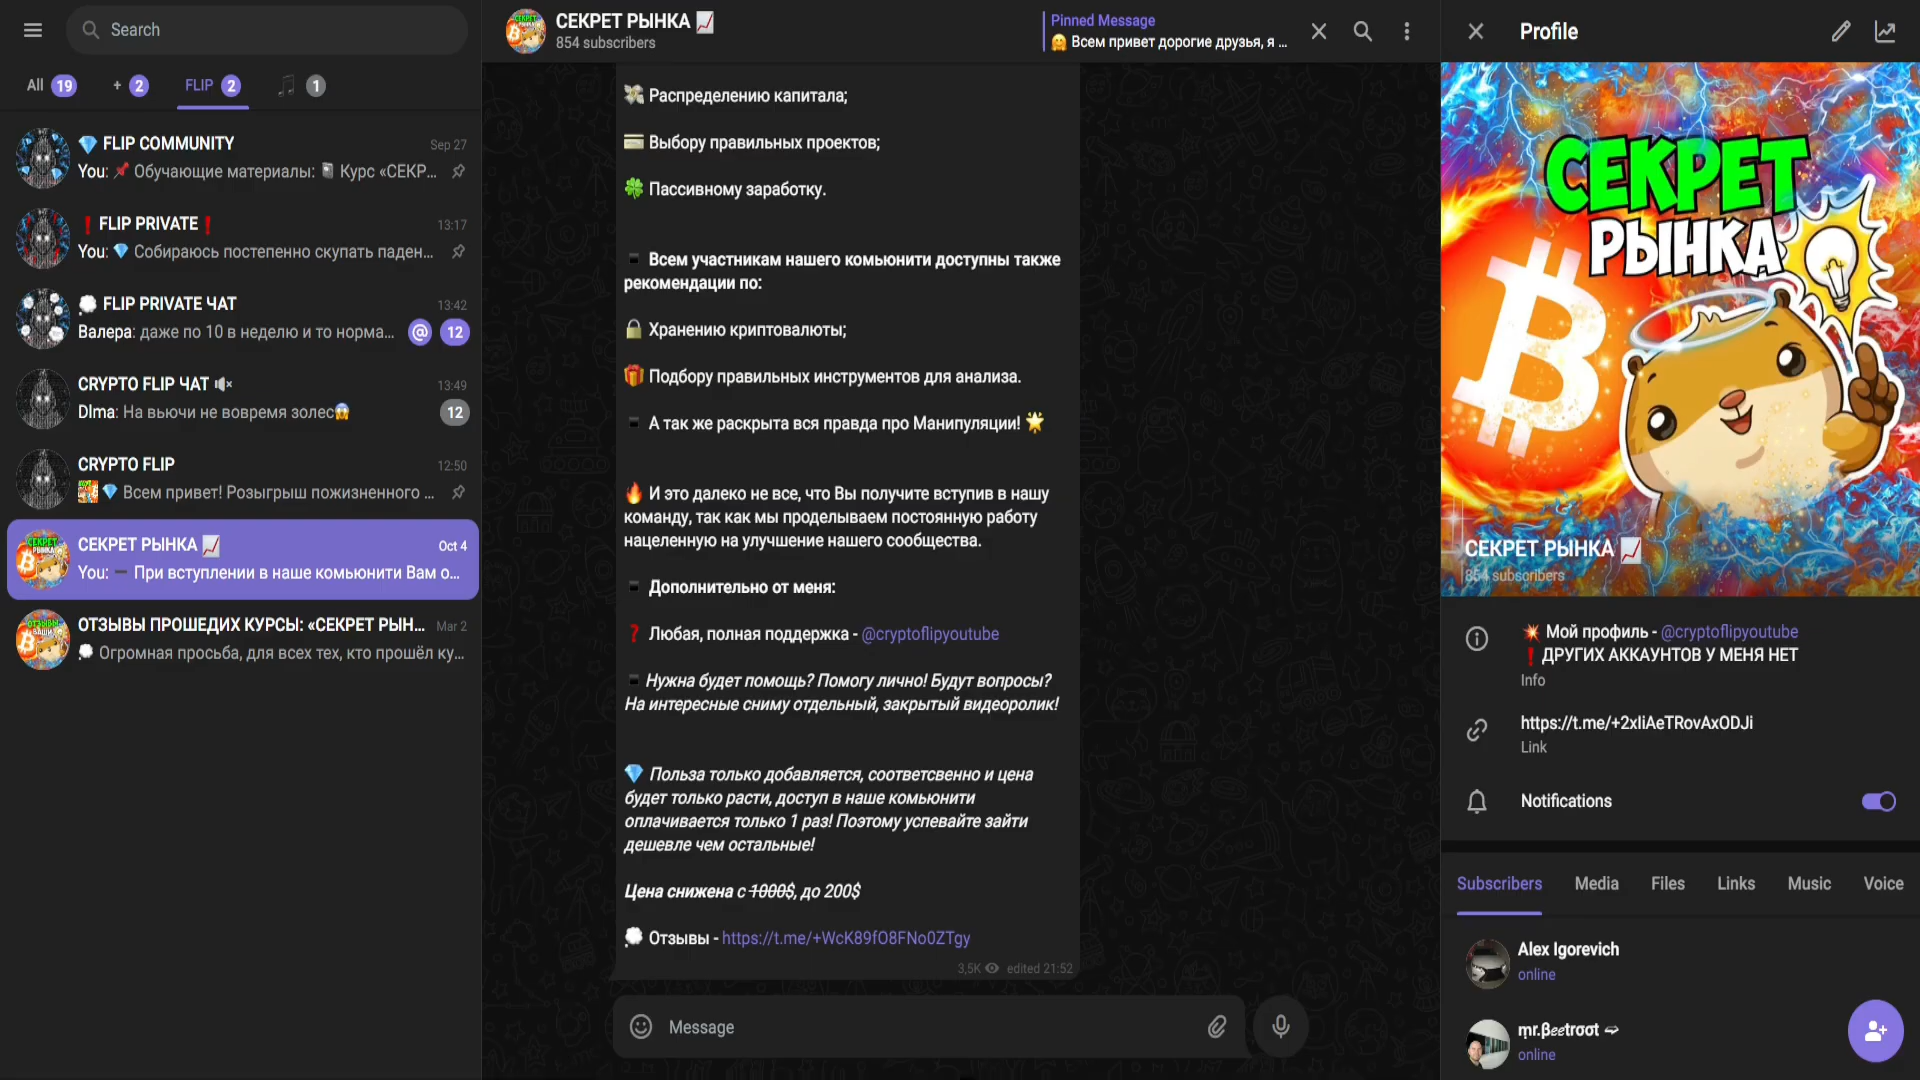 Search
All 19
+ 2
FLIP 2
1
FLIP COMMUNITY
Sep 27
You: 📌 Обучающие материалы: 📓 Курс «СЕКР...
❗ FLIP PRIVATE❗
13:17
You: 💎 Собираюсь постепенно скупать паден...
💭 FLIP PRIVATE ЧАТ
13:42
Валера: даже по 10 в неделю и то норма...
@ 12
CRYPTO FLIP ЧАТ
13:49
Dlma: На вьючи не вовремя золес😱
12
CRYPTO FLIP
12:50
💎 Всем привет! Розыгрыш пожизненного ...
СЕКРЕТ РЫНКА 📈
Oct 4
You: ➖ При вступлении в наше комьюнити Вам о...
ОТЗЫВЫ ПРОШЕДИХ КУРСЫ: «СЕКРЕТ РЫН...
Mar 2
💭 Огромная просьба, для всех тех, кто прошёл ку...
СЕКРЕТ РЫНКА 📈
854 subscribers
Pinned Message
🤗 Всем привет дорогие друзья, я ...
💸 Распределению капитала;
💳 Выбору правильных проектов;
🍀 Пассивному заработку.
▪️ Всем участникам нашего комьюнити доступны также
рекомендации по:
🔒 Хранению криптовалюты;
🎁 Подбору правильных инструментов для анализа.
▪️ А так же раскрыта вся правда про Манипуляции! 🌟
🔥 И это далеко не все, что Вы получите вступив в нашу
команду, так как мы проделываем постоянную работу
нацеленную на улучшение нашего сообщества.
▪️ Дополнительно от меня:
❓ Любая, полная поддержка - @cryptoflipyoutube
▪️ Нужна будет помощь? Помогу лично! Будут вопросы?
На интересные сниму отдельный, закрытый видеоролик!
💎 Польза только добавляется, соответсвенно и цена
будет только расти, доступ в наше комьюнити
оплачивается только 1 раз! Поэтому успевайте зайти
дешевле чем остальные!
Цена снижена с 1000$, до 200$
💭 Отзывы - https://t.me/+WcK89fO8FNo0ZTgy
3,5K edited 21:52
Message
Profile
СЕКРЕТ
РЫНКА
СЕКРЕТ РЫНКА 📈
854 subscribers
💥 Мой профиль - @cryptoflipyoutube
❗ДРУГИХ АККАУНТОВ У МЕНЯ НЕТ
Info
https://t.me/+2xIiAeTRovAxODJi
Link
Notifications
Subscribers Media Files Links Music Voice
Alex Igorevich
online
ṃr.βeetrơơt
online